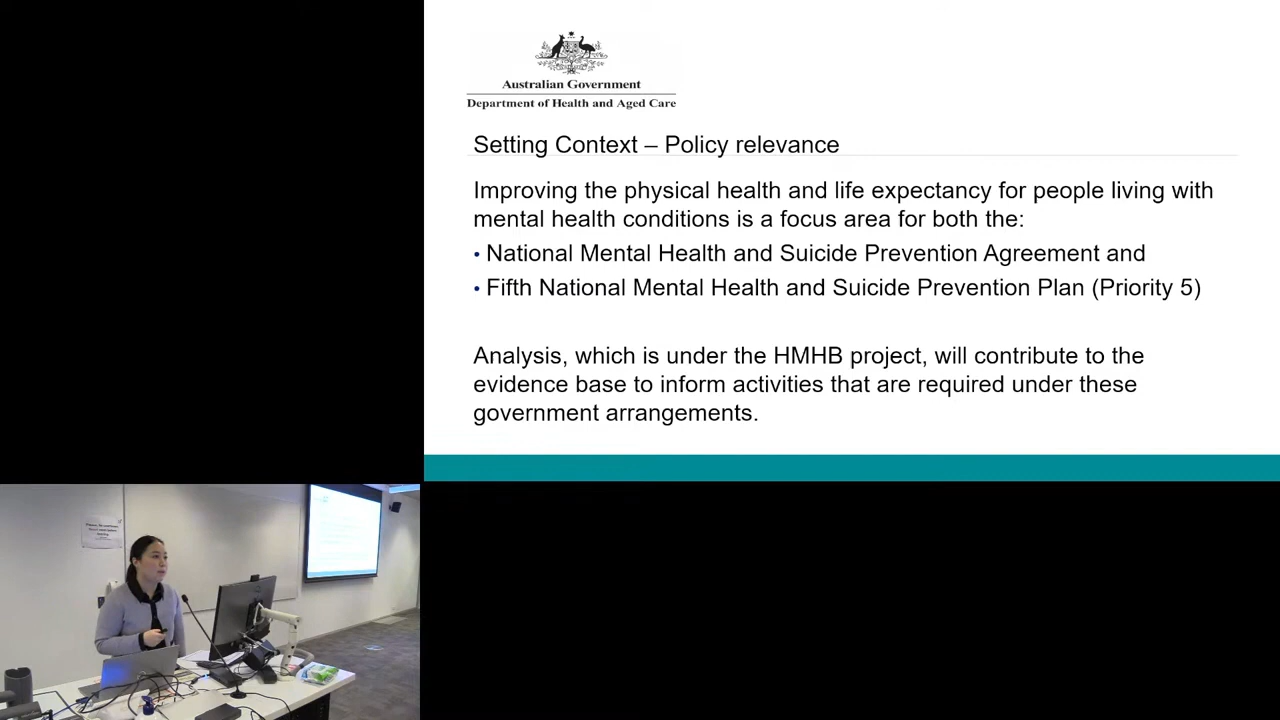 Australian Government
Department of Health and Aged Care
Setting Context – Policy relevance
Improving the physical health and life expectancy for people living with
mental health conditions is a focus area for both the:
• National Mental Health and Suicide Prevention Agreement and
• Fifth National Mental Health and Suicide Prevention Plan (Priority 5)
Analysis, which is under the HMHB project, will contribute to the
evidence base to inform activities that are required under these
government arrangements.